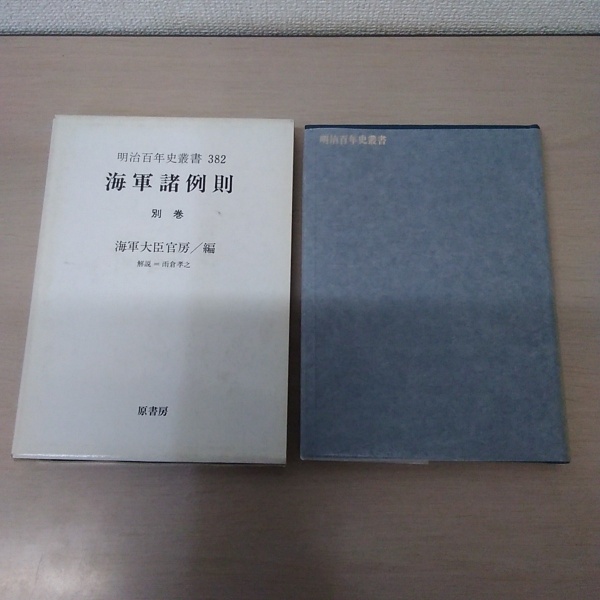 明治百年史叢書 382
海軍諸例則
別巻
海軍大臣官房／編
解説＝雨倉孝之
原書房
明治百年史叢書